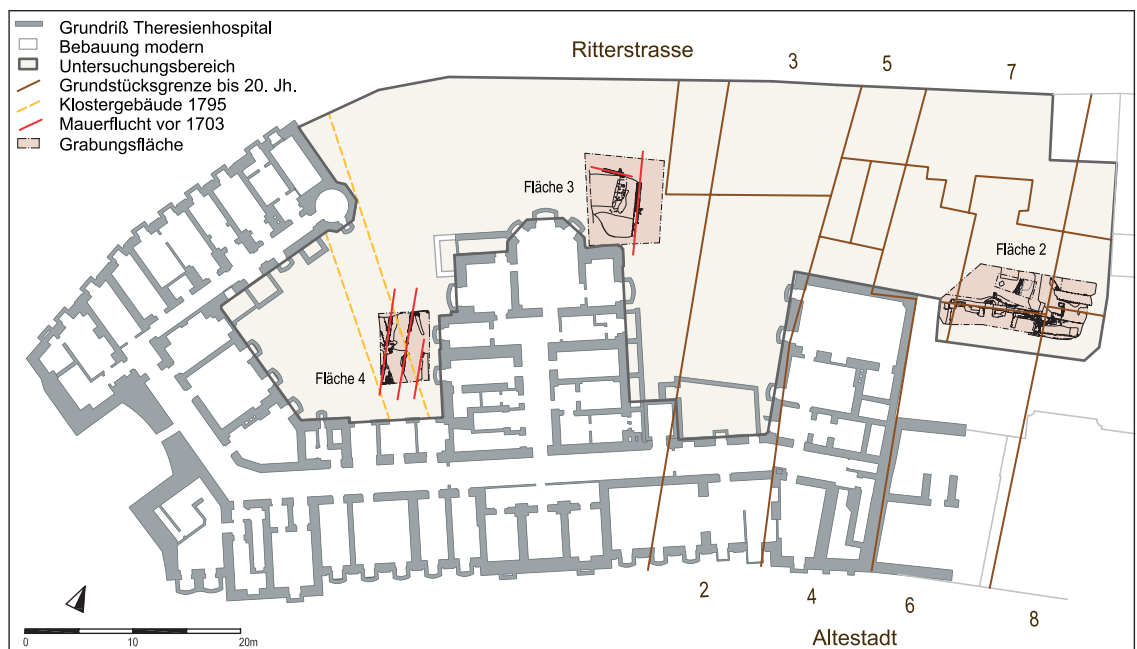 Grundriß Theresienhospital
Bebauung modern
Untersuchungsbereich
Grundstücksgrenze bis 20. Jh.
Klostergebäude 1795
Mauerflucht vor 1703
Grabungsfläche
Ritterstrasse
3
5
7
Fläche 3
Fläche 2
Fläche 4
2
4
6
8
Altestadt
0
10
20m